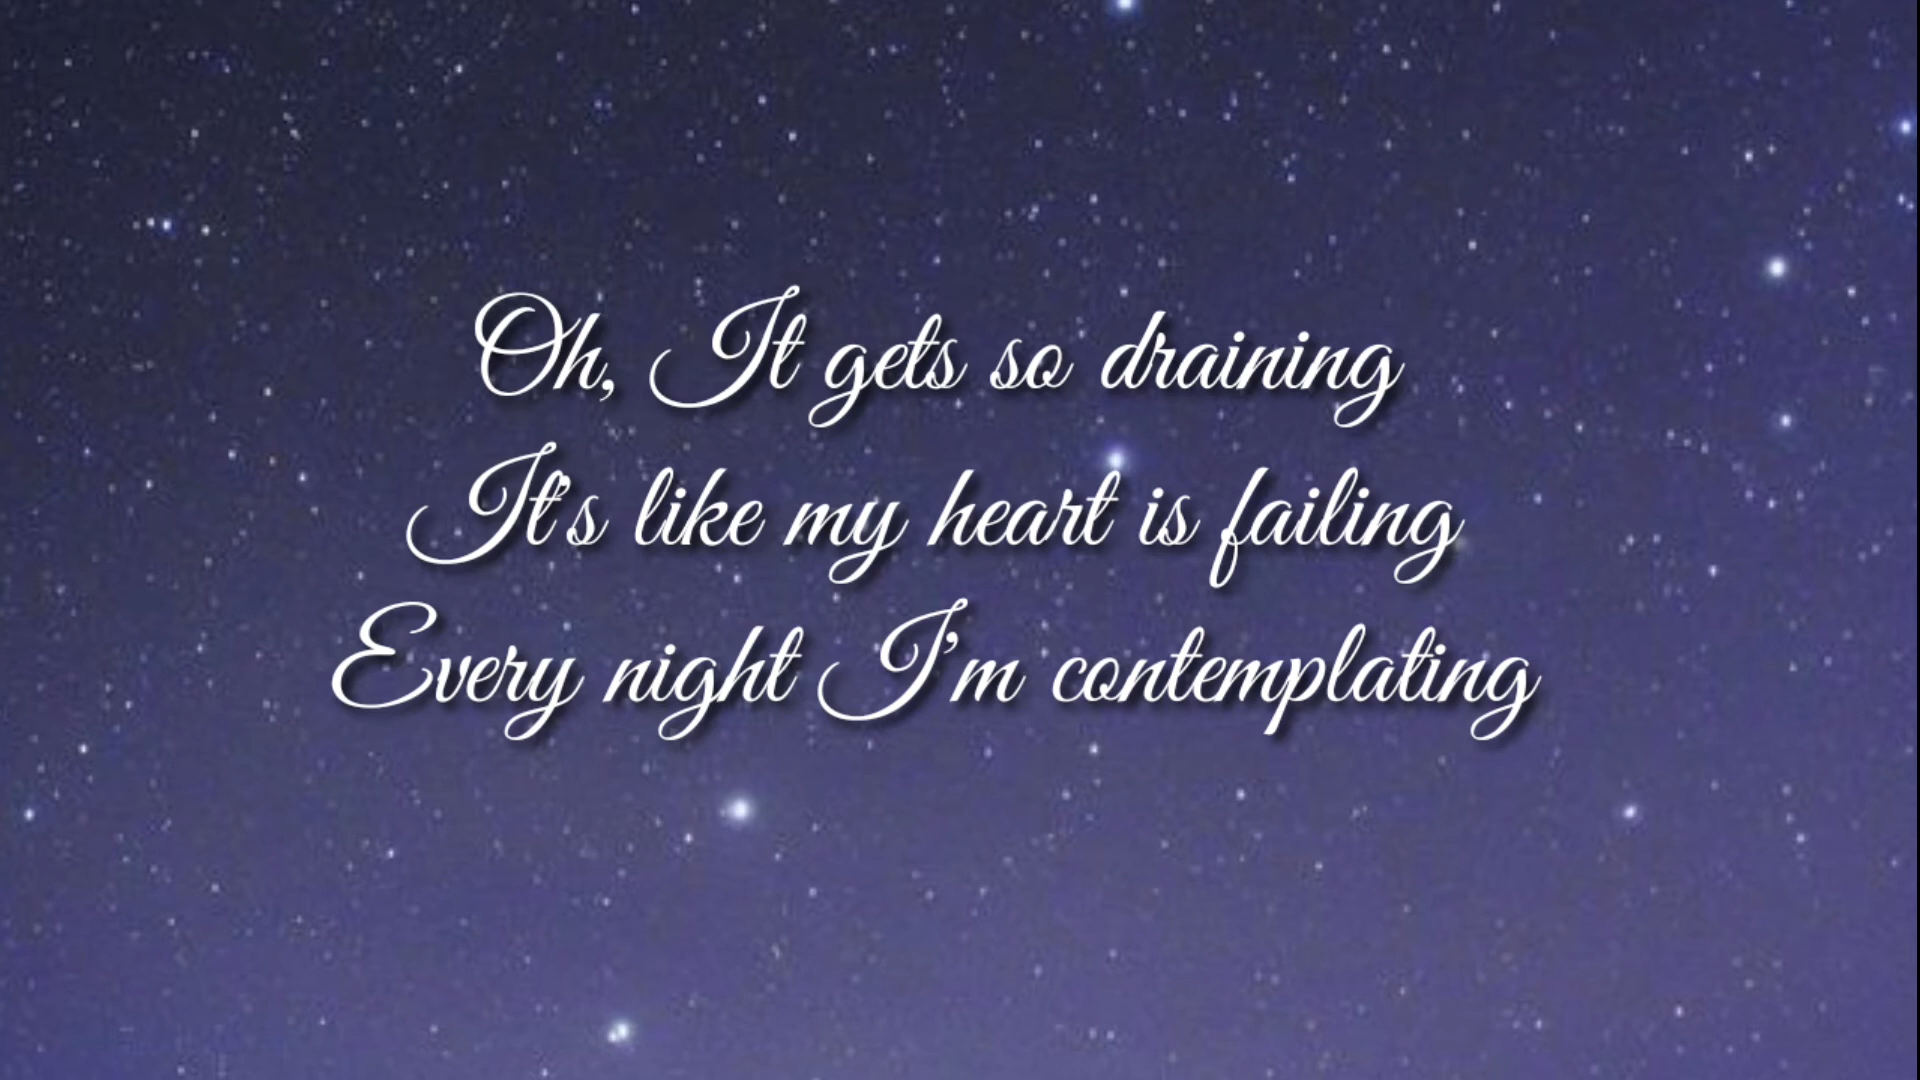 Oh, It gets so draining
It's like my heart is failing
Every night I'm contemplating